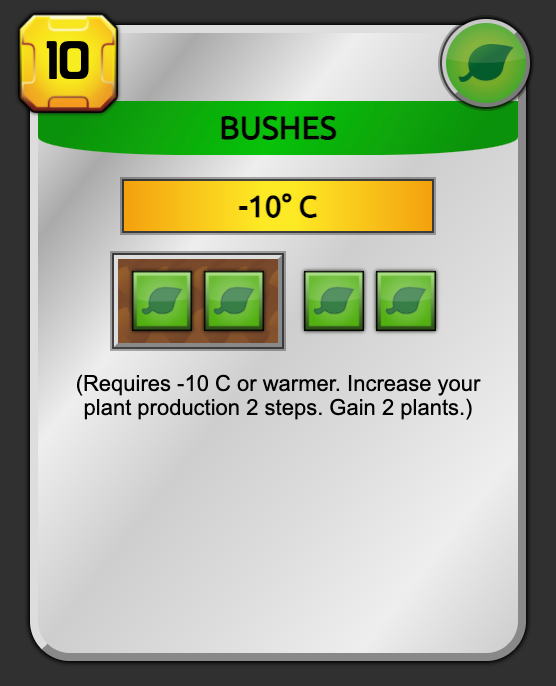 10
BUSHES
-10° C
(Requires -10 C or warmer. Increase your
plant production 2 steps. Gain 2 plants.)